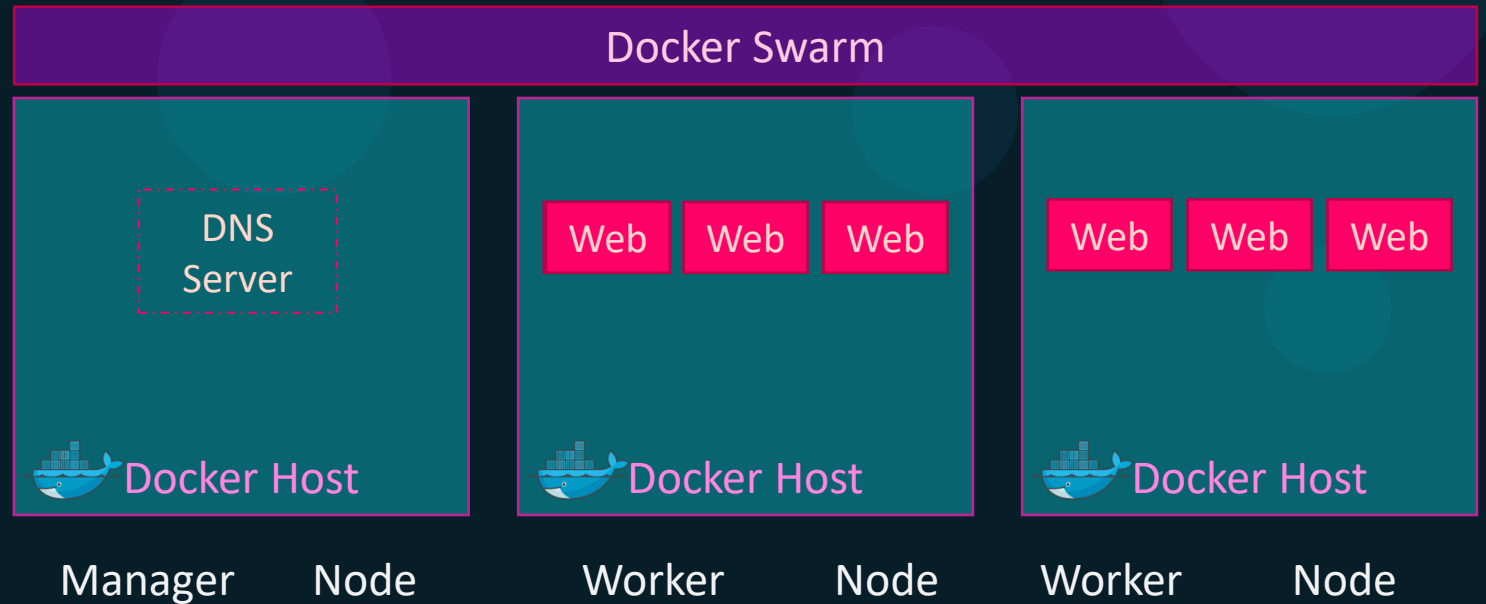 Docker Swarm
DNS
Server
Web Web Web
Web Web Web
Docker Host
Docker Host
Docker Host
Manager Node
Worker Node
Worker Node